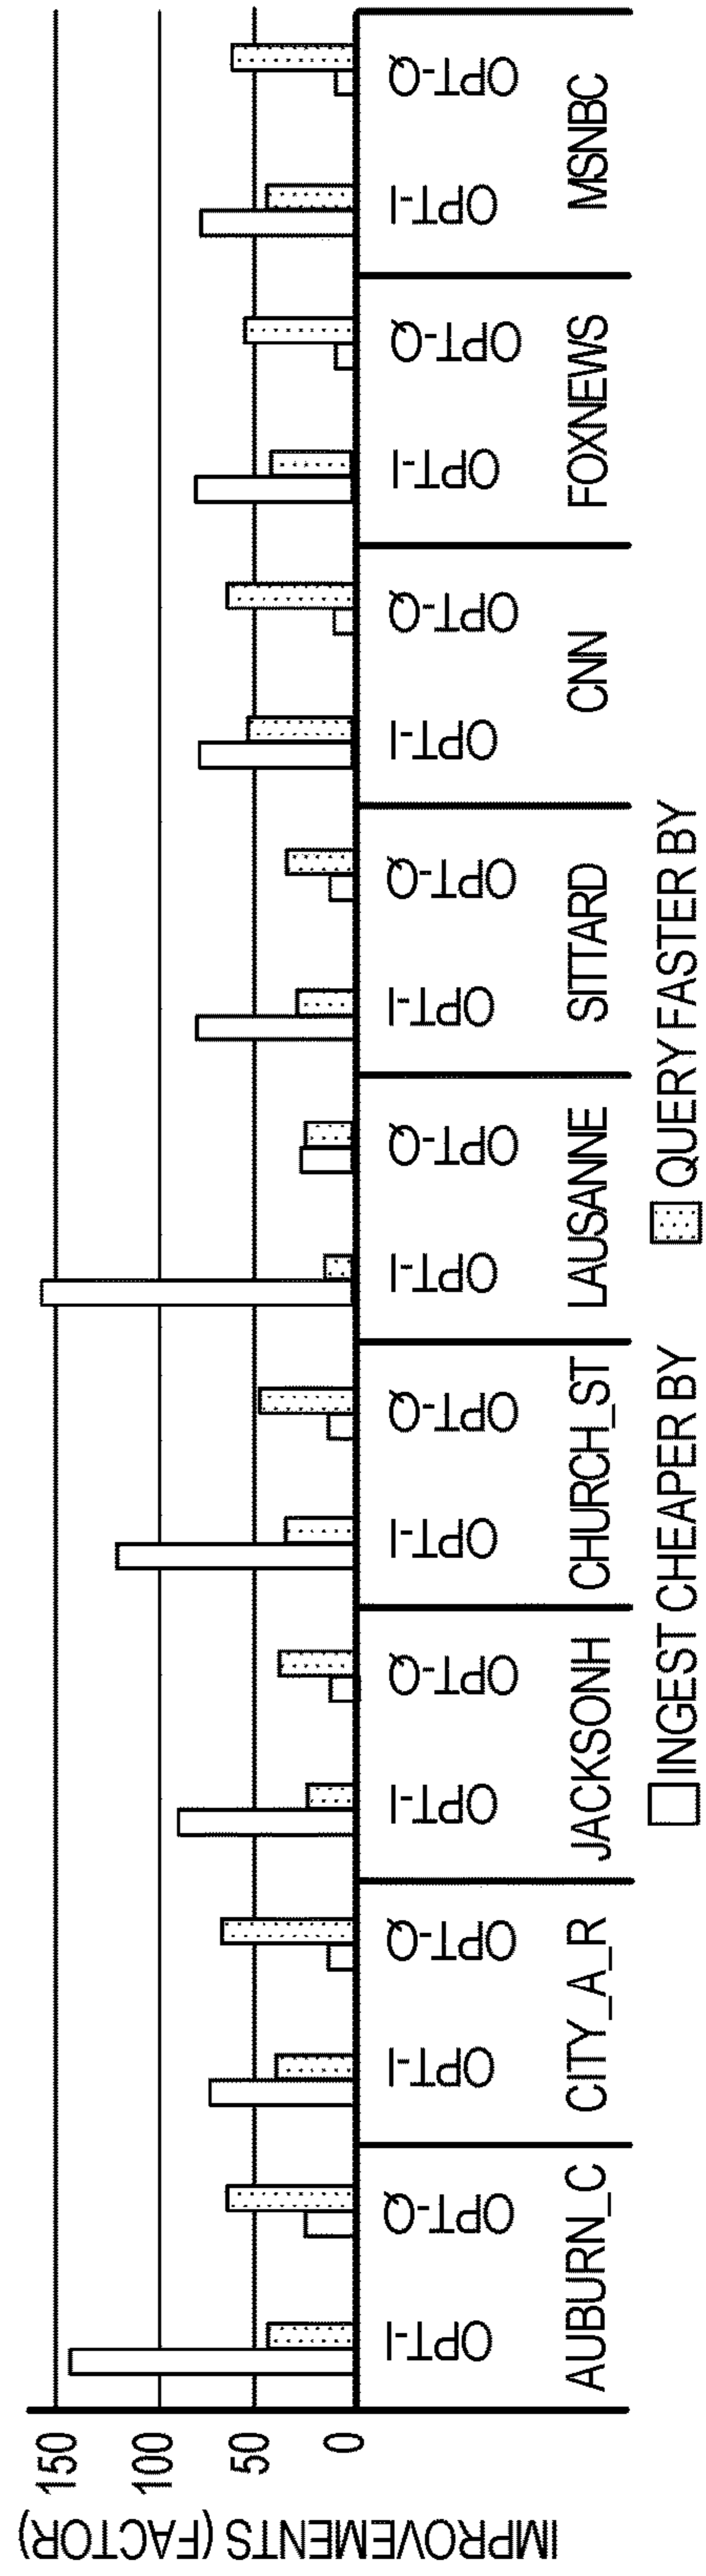 IMPROVEMENTS (FACTOR)
150
100
50
0
OPT-I OPT-Q OPT-I OPT-Q OPT-I OPT-Q OPT-I OPT-Q OPT-I OPT-Q OPT-I OPT-Q OPT-I OPT-Q OPT-I OPT-Q OPT-I OPT-Q
AUBURN_C CITY_A_R JACKSONH CHURCH_ST LAUSANNE SITTARD CNN FOXNEWS MSNBC
INGEST CHEAPER BY QUERY FASTER BY